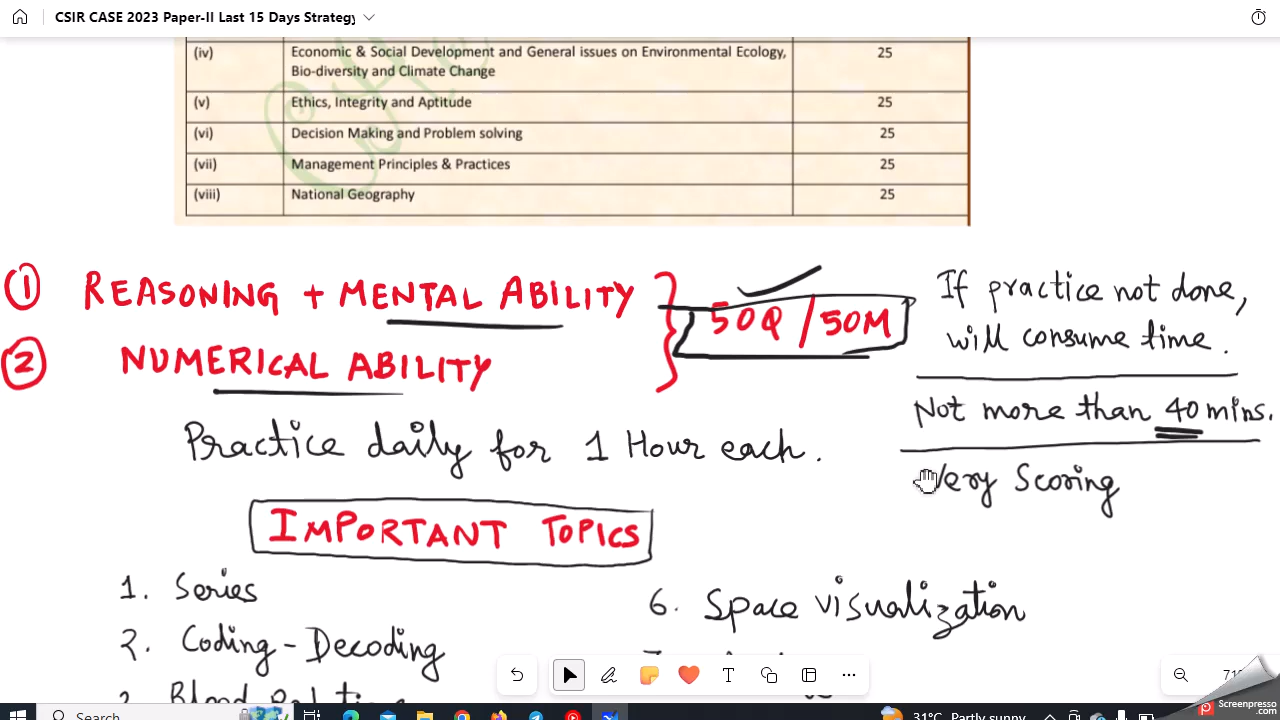 CSIR CASE 2023 Paper-II Last 15 Days Strategy
(iv) Economic & Social Development and General issues on Environmental Ecology, 25
Bio-diversity and Climate Change
(v) Ethics, Integrity and Aptitude 25
(vi) Decision Making and Problem solving 25
(vii) Management Principles & Practices 25
(viii) National Geography 25
① REASONING + MENTAL ABILITY
② NUMERICAL ABILITY
50Q / 50M
If practice not done,
will consume time.
Not more than 40 mins.
Very Scoring
Practice daily for 1 Hour each.
IMPORTANT TOPICS
1. Series
2. Coding - Decoding
6. Space visualization
Search
31°C Partly sunny
Screenpresso
.com